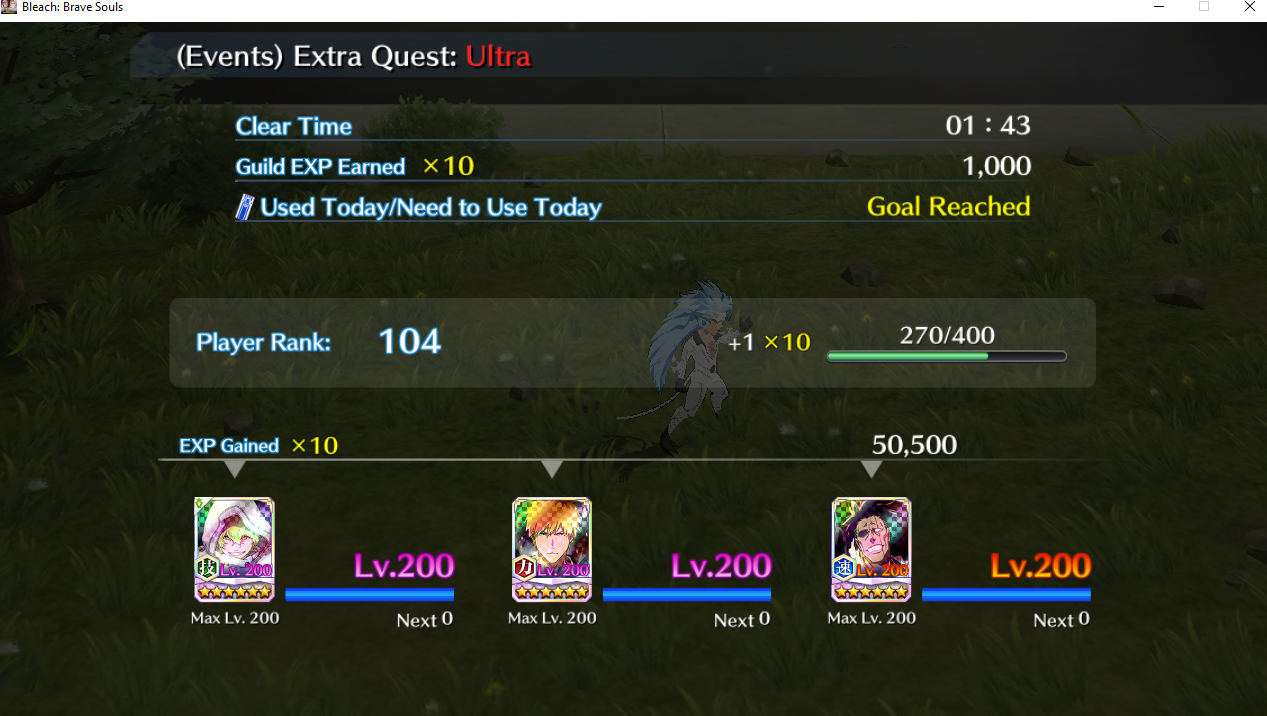 Bleach: Brave Souls
(Events) Extra Quest: Ultra
Clear Time 01 : 43
Guild EXP Earned ×10 1,000
Used Today/Need to Use Today Goal Reached
Player Rank: 104 +1 ×10 270/400
EXP Gained ×10 50,500
技 Lv.200 Lv.200 力 Lv.200 Lv.200 速 Lv.200 Lv.200
Max Lv. 200 Next 0 Max Lv. 200 Next 0 Max Lv. 200 Next 0